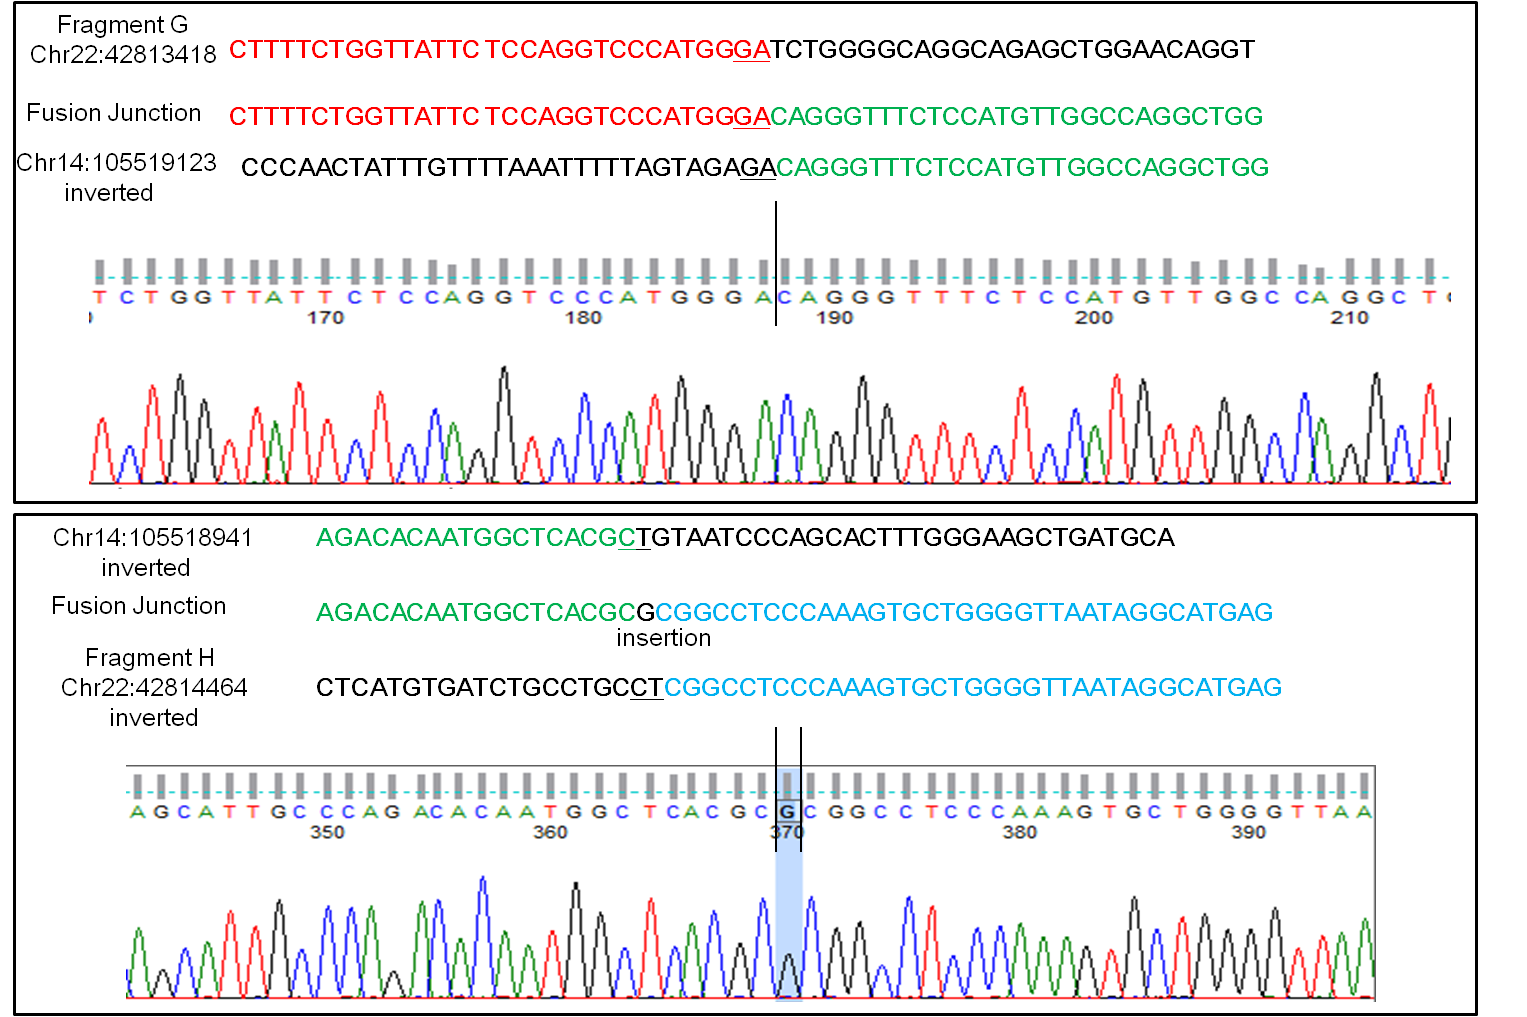 Fragment G
Chr22:42813418 CTTTTCTGGTTATTC TCCAGGTCCCATGGGATCTGGGGCAGGCAGAGCTGGAACAGGT
Fusion Junction CTTTTCTGGTTATTC TCCAGGTCCCATGGGACAGGGTTTCTCCATGTTGGCCAGGCTGG
Chr14:105519123 CCCAACTATTTGTTTTAAATTTTTAGTAGAGACAGGGTTTCTCCATGTTGGCCAGGCTGG
inverted
T C T G G T T A T T C T C C A G G T C C C A T G G G A C A G G G T T T C T C C A T G T T G G C C A G G C T
170 180 190 200 210
Chr14:105518941 AGACACAATGGCTCACGCTGTAATCCCAGCACTTTGGGAAGCTGATGCA
inverted
Fusion Junction AGACACAATGGCTCACGCGCGGCCTCCCAAAGTGCTGGGGTTAATAGGCATGAG
insertion
Fragment H
Chr22:42814464 CTCATGTGATCTGCCTGCCTCGGCCTCCCAAAGTGCTGGGGTTAATAGGCATGAG
inverted
A G C A T T G C C C A G A C A C A A T G G C T C A C G C G C G G C C T C C C A A A G T G C T G G G G T T A A
350 360 370 380 390